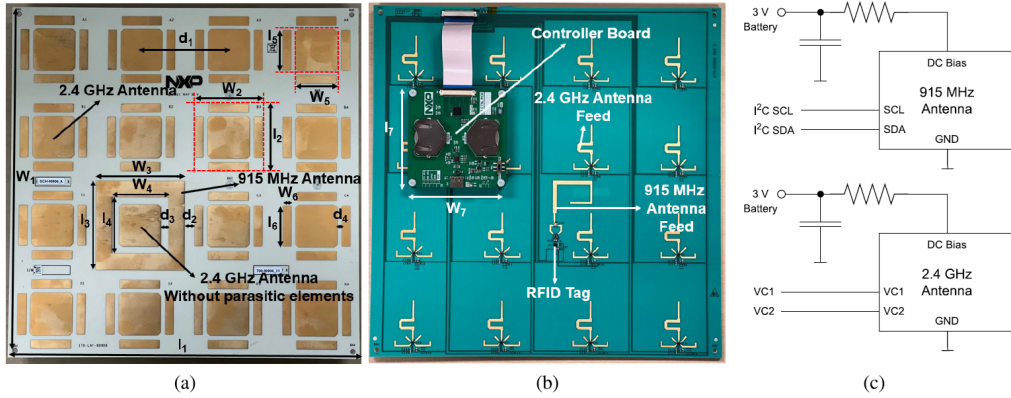 d1
l5
W5
NXP
2.4 GHz Antenna
W2
l2
W1
W3
W4
915 MHz Antenna
l3
l4
d3
d2
W6
l6
d4
2.4 GHz Antenna
Without parasitic elements
l1
(a)
Controller Board
NXP
2.4 GHz Antenna
Feed
l7
W7
915 MHz
Antenna
Feed
RFID Tag
(b)
3 V
Battery
DC Bias
915 MHz
Antenna
I²C SCL
SCL
I²C SDA
SDA
GND
3 V
Battery
DC Bias
2.4 GHz
Antenna
VC1
VC1
VC2
VC2
GND
(c)